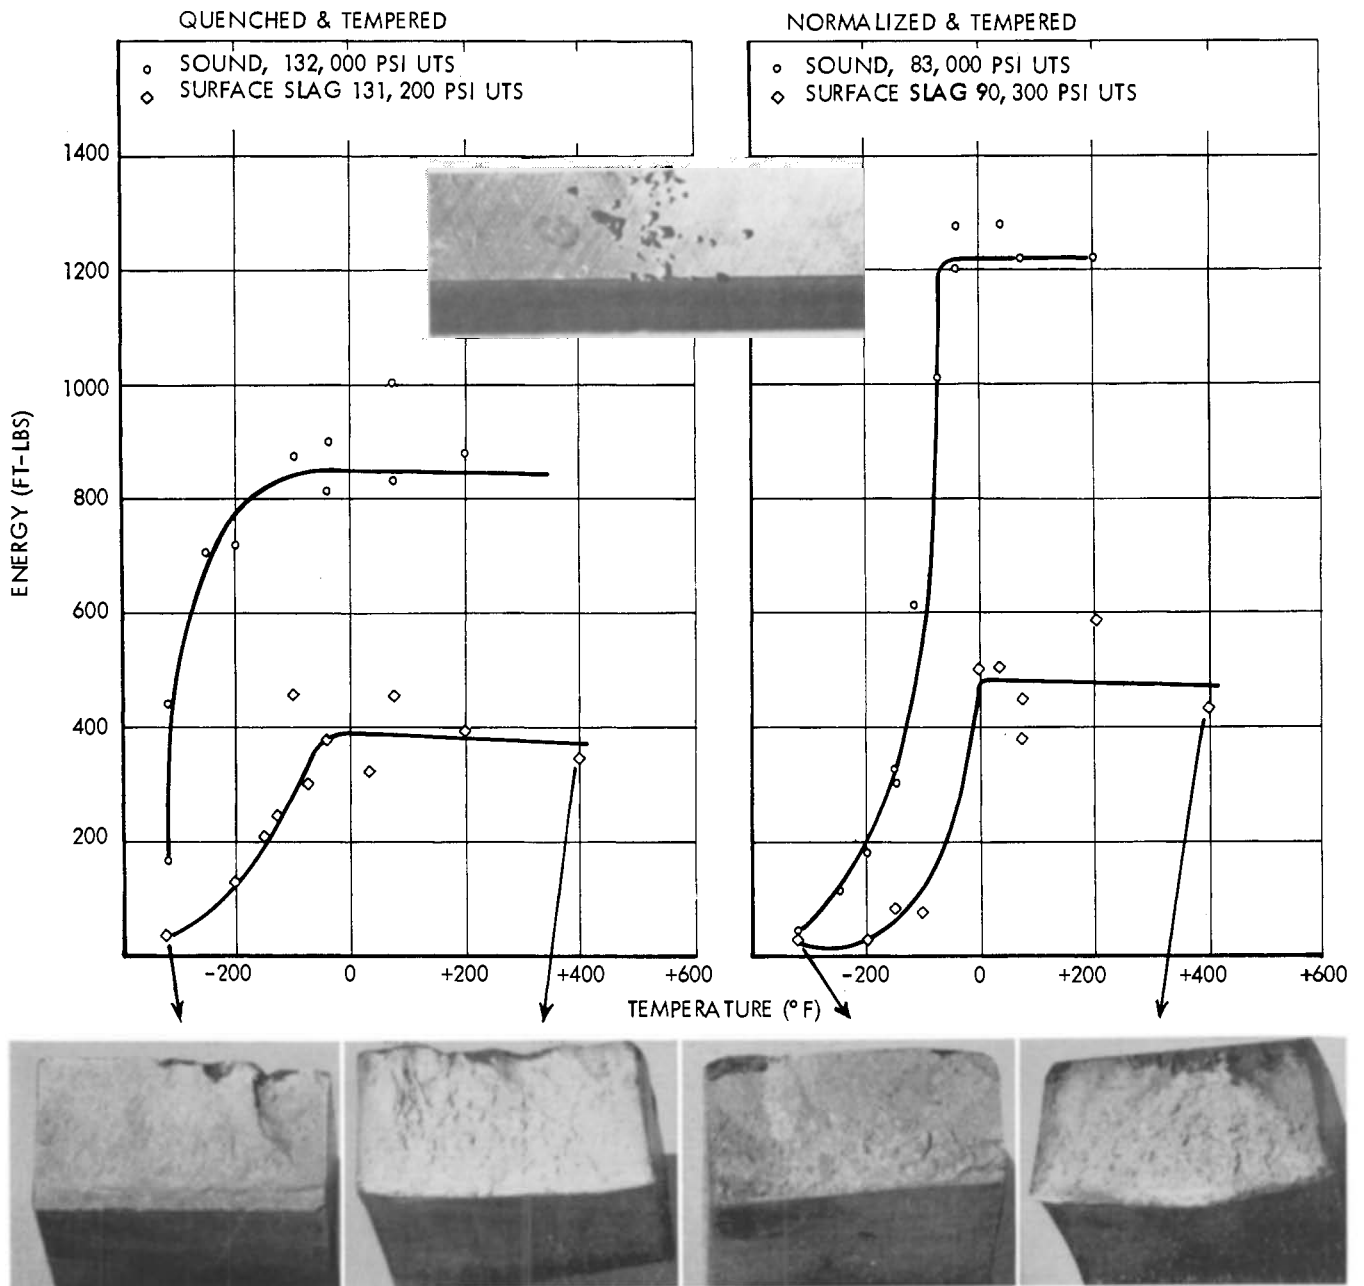 QUENCHED & TEMPERED
SOUND, 132,000 PSI UTS
SURFACE SLAG 131,200 PSI UTS
NORMALIZED & TEMPERED
SOUND, 83,000 PSI UTS
SURFACE SLAG 90,300 PSI UTS
ENERGY (FT-LBS)
1400
1200
1000
800
600
400
200
-200
0
+200
+400
+600
-200
0
+200
+400
+600
TEMPERATURE (°F)